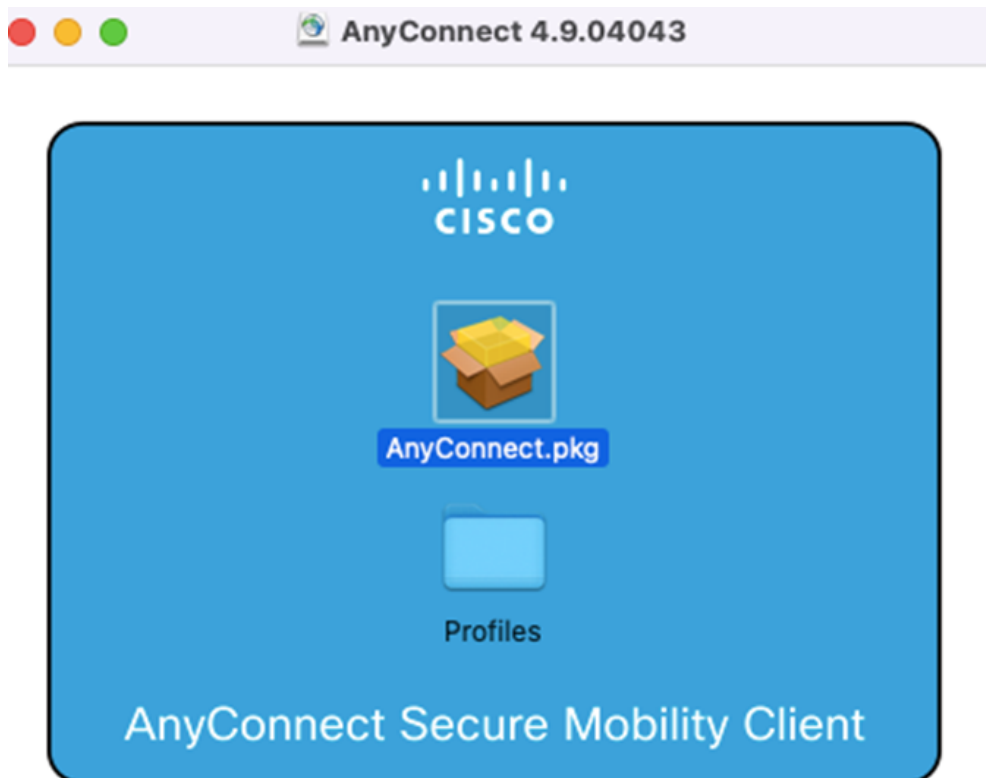 AnyConnect 4.9.04043
CISCO
AnyConnect.pkg
Profiles
AnyConnect Secure Mobility Client